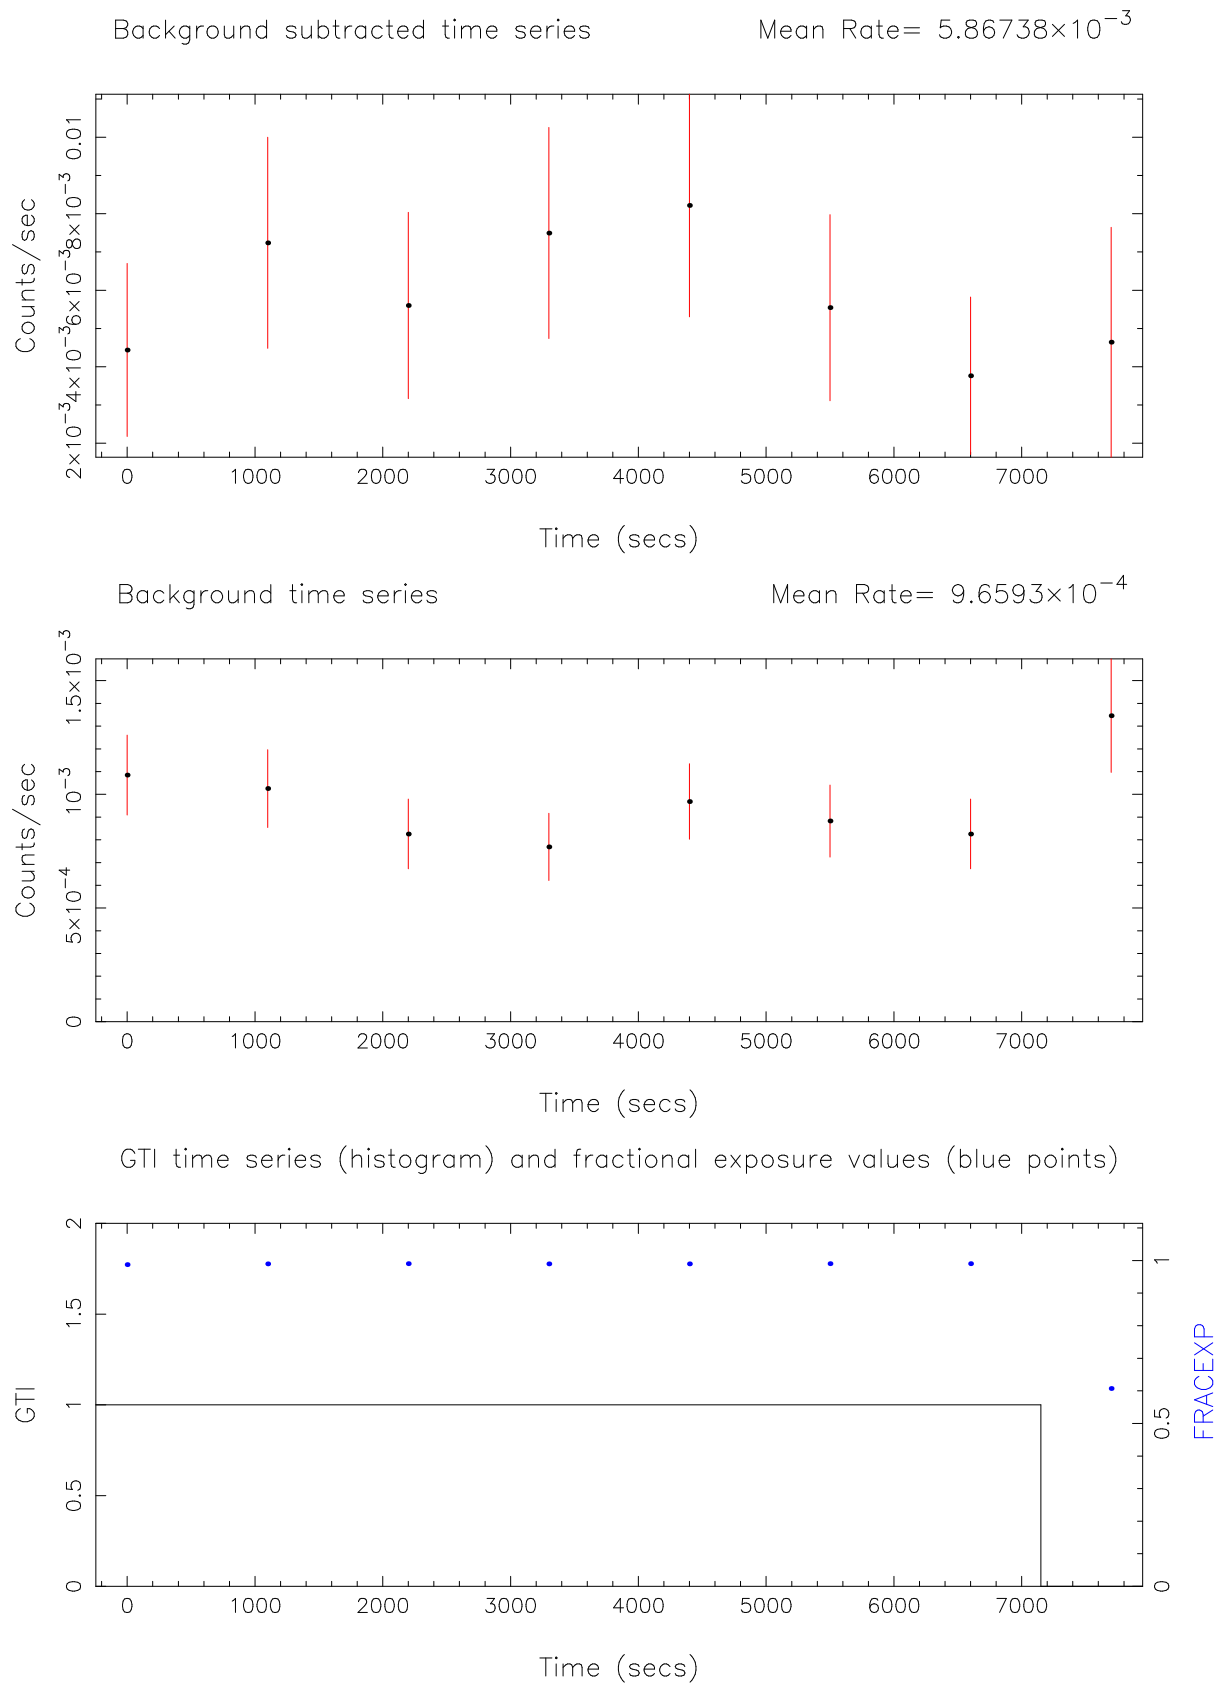 Background subtracted time series    Mean Rate= 5.86738×10⁻³
Counts/sec
2×10⁻³ 4×10⁻³ 6×10⁻³ 8×10⁻³ 0.01
0 1000 2000 3000 4000 5000 6000 7000
Time (secs)
Background time series    Mean Rate= 9.6593×10⁻⁴
Counts/sec
0 5×10⁻⁴ 10⁻³ 1.5×10⁻³
0 1000 2000 3000 4000 5000 6000 7000
Time (secs)
GTI time series (histogram) and fractional exposure values (blue points)
GTI
0 0.5 1 1.5 2
0 0.5 1
FRACEXP
0 1000 2000 3000 4000 5000 6000 7000
Time (secs)